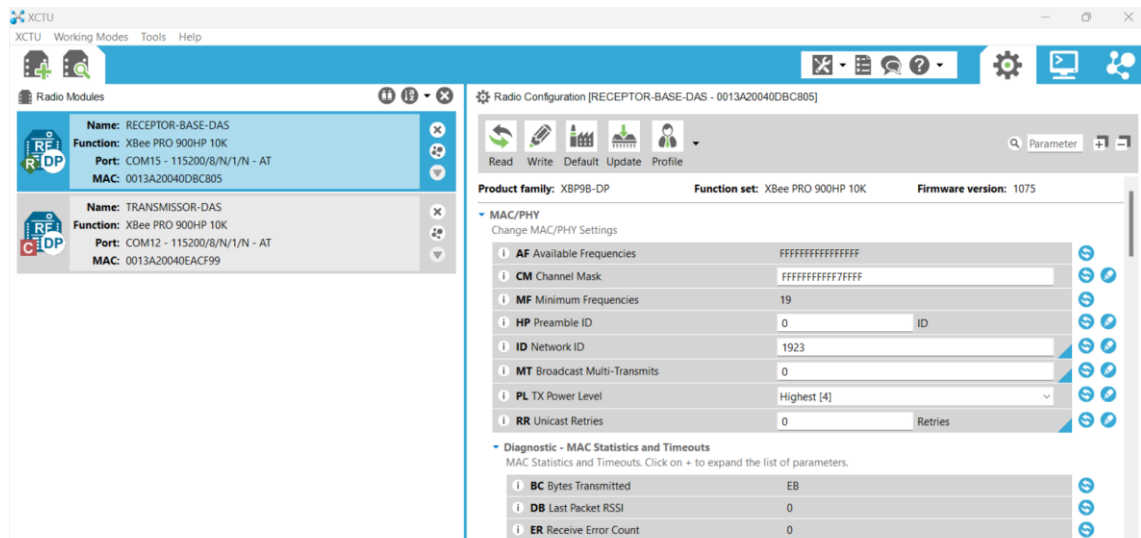 XCTU
XCTU Working Modes Tools Help
Radio Modules
Name: RECEPTOR-BASE-DAS
Function: XBee PRO 900HP 10K
Port: COM15 - 115200/8/N/1/N - AT
MAC: 0013A20040DBC805
RF
R DP
Name: TRANSMISSOR-DAS
Function: XBee PRO 900HP 10K
Port: COM12 - 115200/8/N/1/N - AT
MAC: 0013A20040EACF99
RF
C DP
Radio Configuration [RECEPTOR-BASE-DAS - 0013A20040DBC805]
Read Write Default Update Profile
Parameter
Product family: XBP9B-DP Function set: XBee PRO 900HP 10K Firmware version: 1075
MAC/PHY
Change MAC/PHY Settings
i AF Available Frequencies FFFFFFFFFFFFFFFF
i CM Channel Mask FFFFFFFFFFF7FFFF
i MF Minimum Frequencies 19
i HP Preamble ID 0 ID
i ID Network ID 1923
i MT Broadcast Multi-Transmits 0
i PL TX Power Level Highest [4]
i RR Unicast Retries 0 Retries
Diagnostic - MAC Statistics and Timeouts
MAC Statistics and Timeouts. Click on + to expand the list of parameters.
i BC Bytes Transmitted EB
i DB Last Packet RSSI 0
i ER Receive Error Count 0